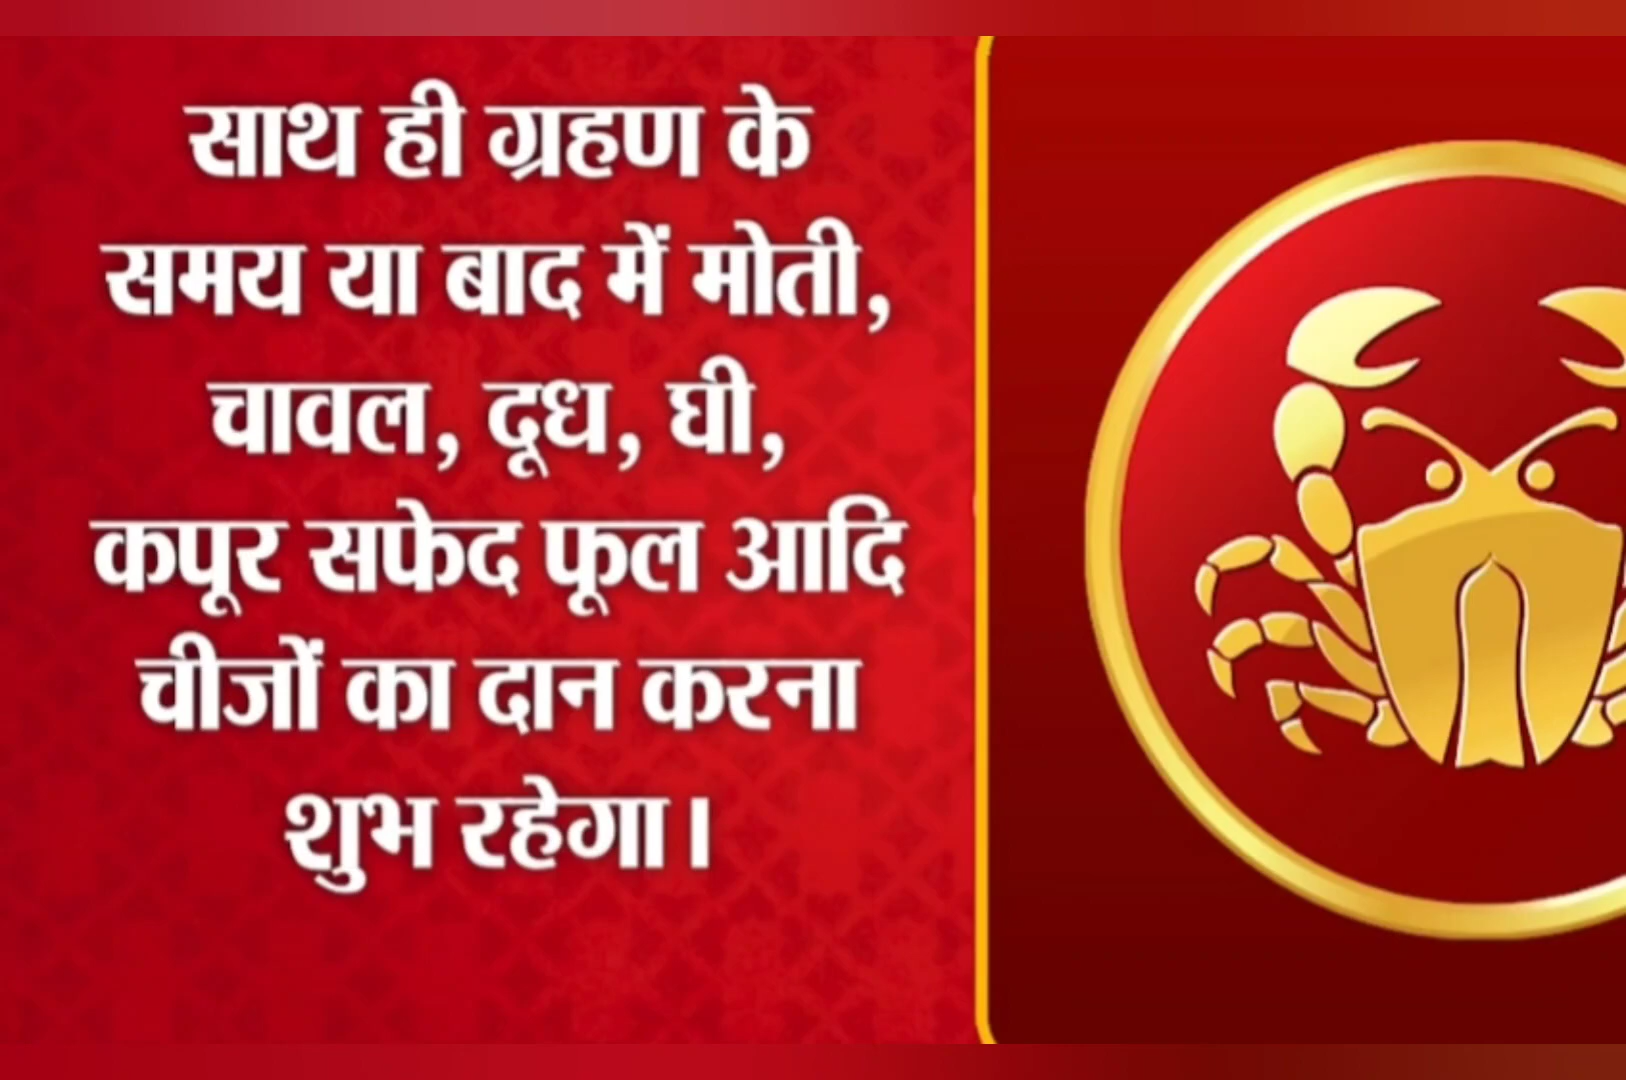 साथ ही ग्रहण के
समय या बाद में मोती,
चावल, दूध, घी,
कपूर सफेद फूल आदि
चीजों का दान करना
शुभ रहेगा।